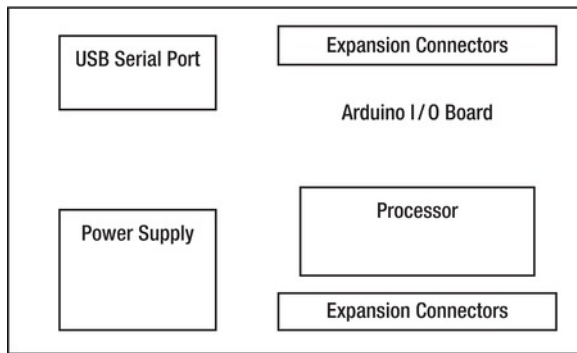 USB Serial Port
Expansion Connectors
Arduino I/O Board
Power Supply
Processor
Expansion Connectors